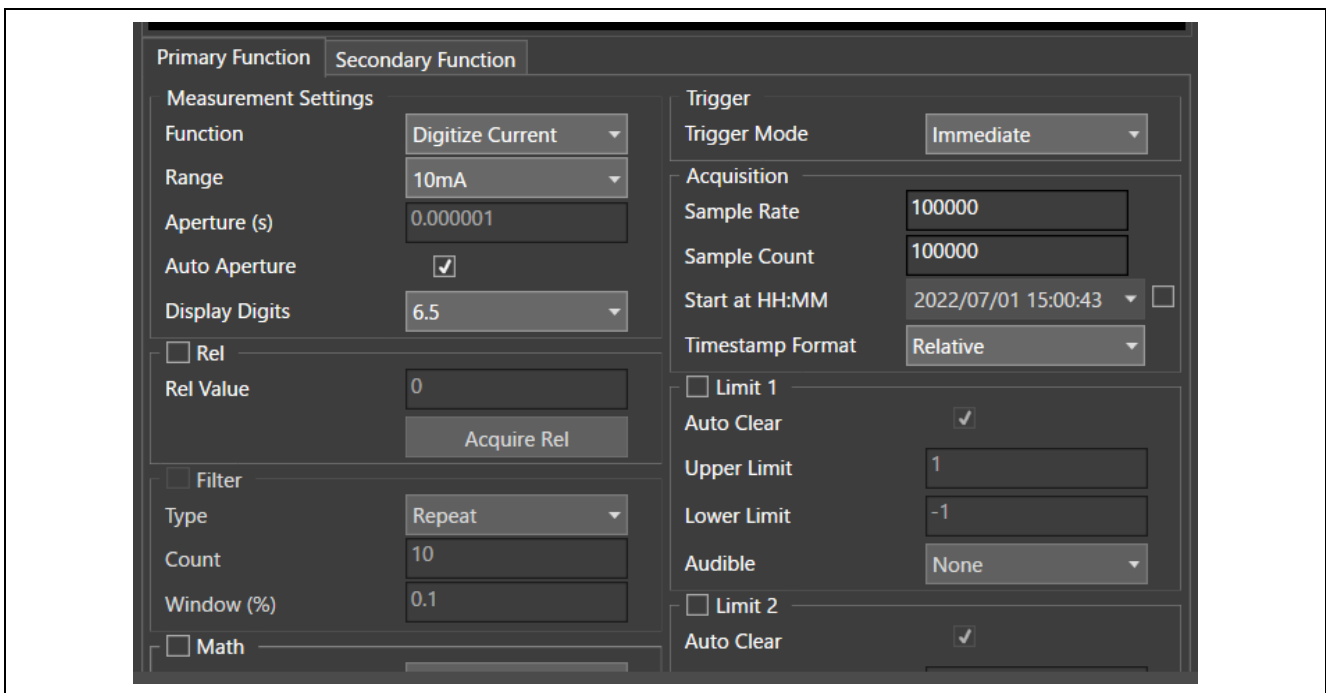 Primary Function
Secondary Function
Measurement Settings
Function
Digitize Current
Range
10mA
Aperture (s)
0.000001
Auto Aperture
Display Digits
6.5
Rel
Rel Value
0
Acquire Rel
Filter
Type
Repeat
Count
10
Window (%)
0.1
Math
Trigger
Trigger Mode
Immediate
Acquisition
Sample Rate
100000
Sample Count
100000
Start at HH:MM
2022/07/01 15:00:43
Timestamp Format
Relative
Limit 1
Auto Clear
Upper Limit
1
Lower Limit
-1
Audible
None
Limit 2
Auto Clear